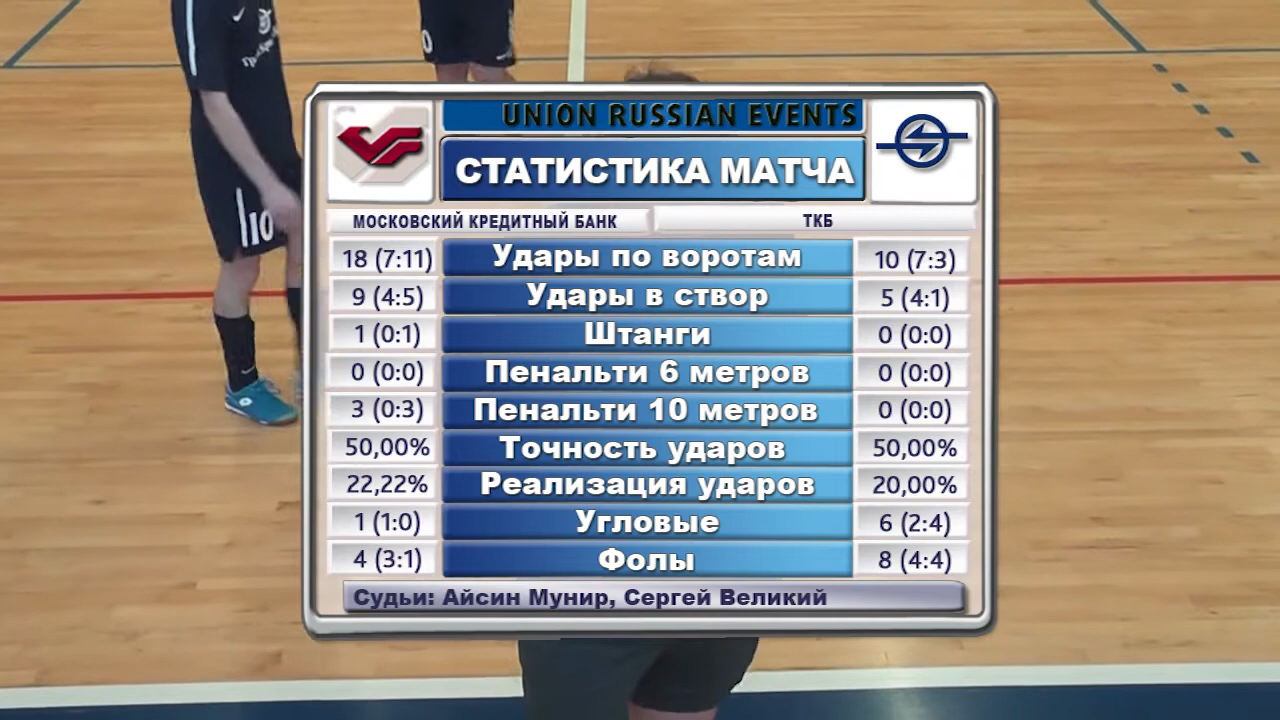 UNION RUSSIAN EVENTS
СТАТИСТИКА МАТЧА
МОСКОВСКИЙ КРЕДИТНЫЙ БАНК ТКБ
18 (7:11) Удары по воротам 10 (7:3)
9 (4:5) Удары в створ 5 (4:1)
1 (0:1) Штанги 0 (0:0)
0 (0:0) Пенальти 6 метров 0 (0:0)
3 (0:3) Пенальти 10 метров 0 (0:0)
50,00% Точность ударов 50,00%
22,22% Реализация ударов 20,00%
1 (1:0) Угловые 6 (2:4)
4 (3:1) Фолы 8 (4:4)
Судьи: Айсин Мунир, Сергей Великий
10
0